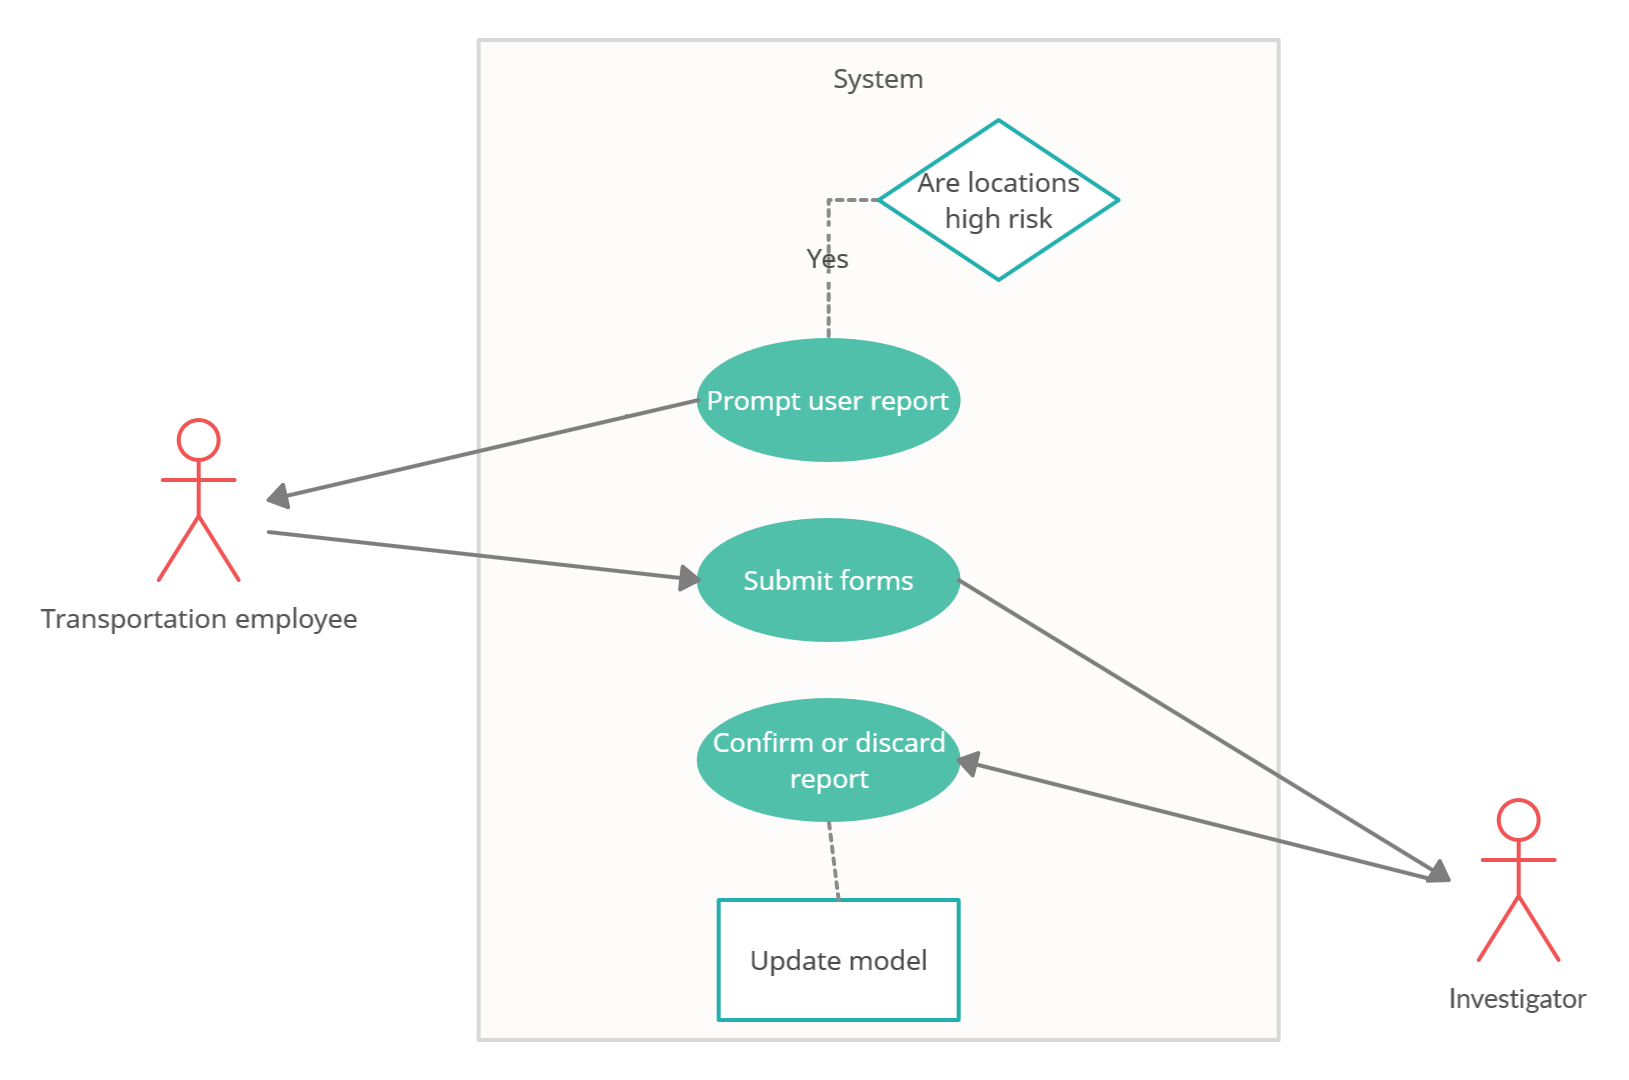 System
Are locations
high risk
Yes
Prompt user report
Submit forms
Transportation employee
Confirm or discard
report
Update model
Investigator